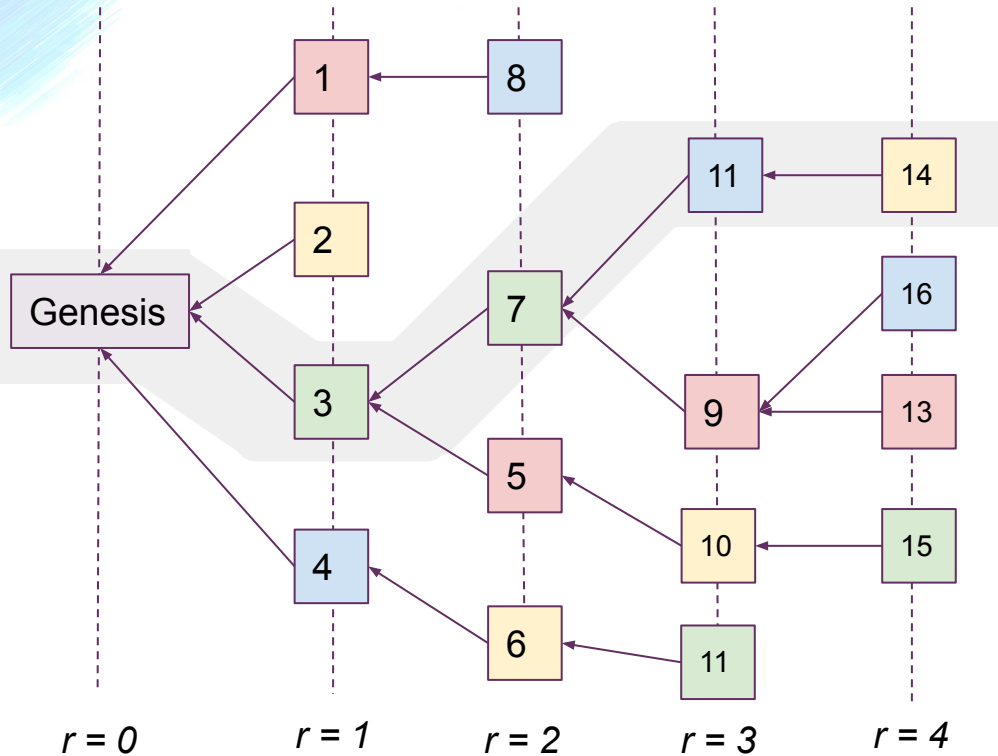 1
8
11
14
2
Genesis
7
16
3
9
13
5
10
15
4
6
11
r = 0
r = 1
r = 2
r = 3
r = 4